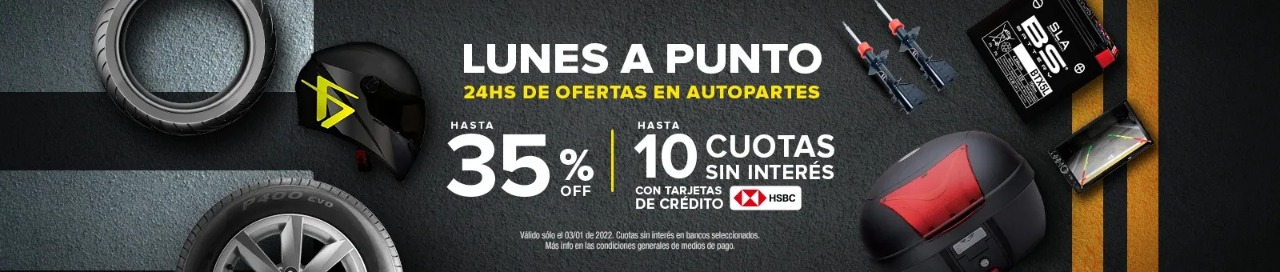 LUNES A PUNTO
24HS DE OFERTAS EN AUTOPARTES
HASTA
35%
OFF
HASTA
10 CUOTAS
SIN INTERÉS
CON TARJETAS
DE CRÉDITO
HSBC
Válido sólo el 03/01 de 2022. Cuotas sin interés en bancos seleccionados.
Más info en las condiciones generales de medios de pago.
P400 EVO
SLA
BS
BATTERY
BTX5L